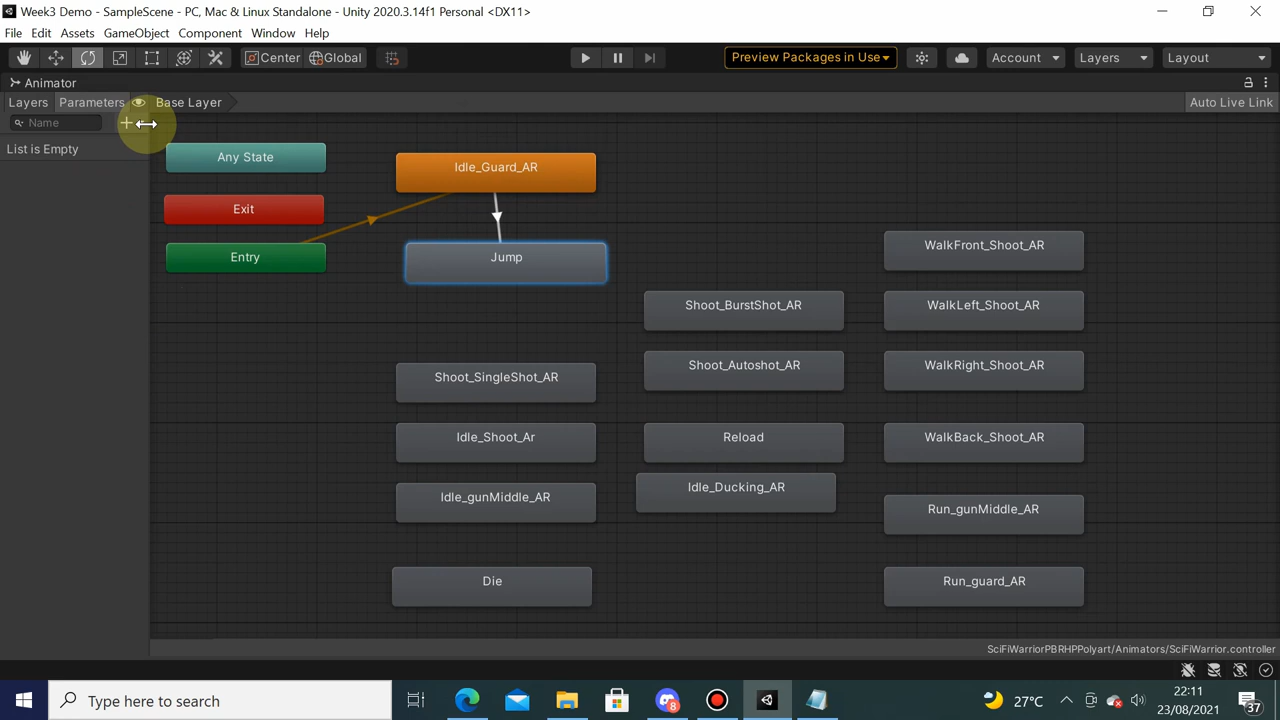 Week3 Demo - SampleScene - PC, Mac & Linux Standalone - Unity 2020.3.14f1 Personal <DX11>
File Edit Assets GameObject Component Window Help
Center Global Preview Packages in Use Account Layers Layout
Animator
Layers Parameters Base Layer Auto Live Link
Name
List is Empty
Any State
Idle_Guard_AR
Exit
Entry
Jump
WalkFront_Shoot_AR
Shoot_BurstShot_AR
WalkLeft_Shoot_AR
Shoot_Autoshot_AR
WalkRight_Shoot_AR
Shoot_SingleShot_AR
Idle_Shoot_Ar
Reload
WalkBack_Shoot_AR
Idle_gunMiddle_AR
Idle_Ducking_AR
Run_gunMiddle_AR
Die
Run_guard_AR
SciFiWarriorPBRHPPolyart/Animators/SciFiWarrior.controller
Type here to search
8
27°C
22:11
23/08/2021
37